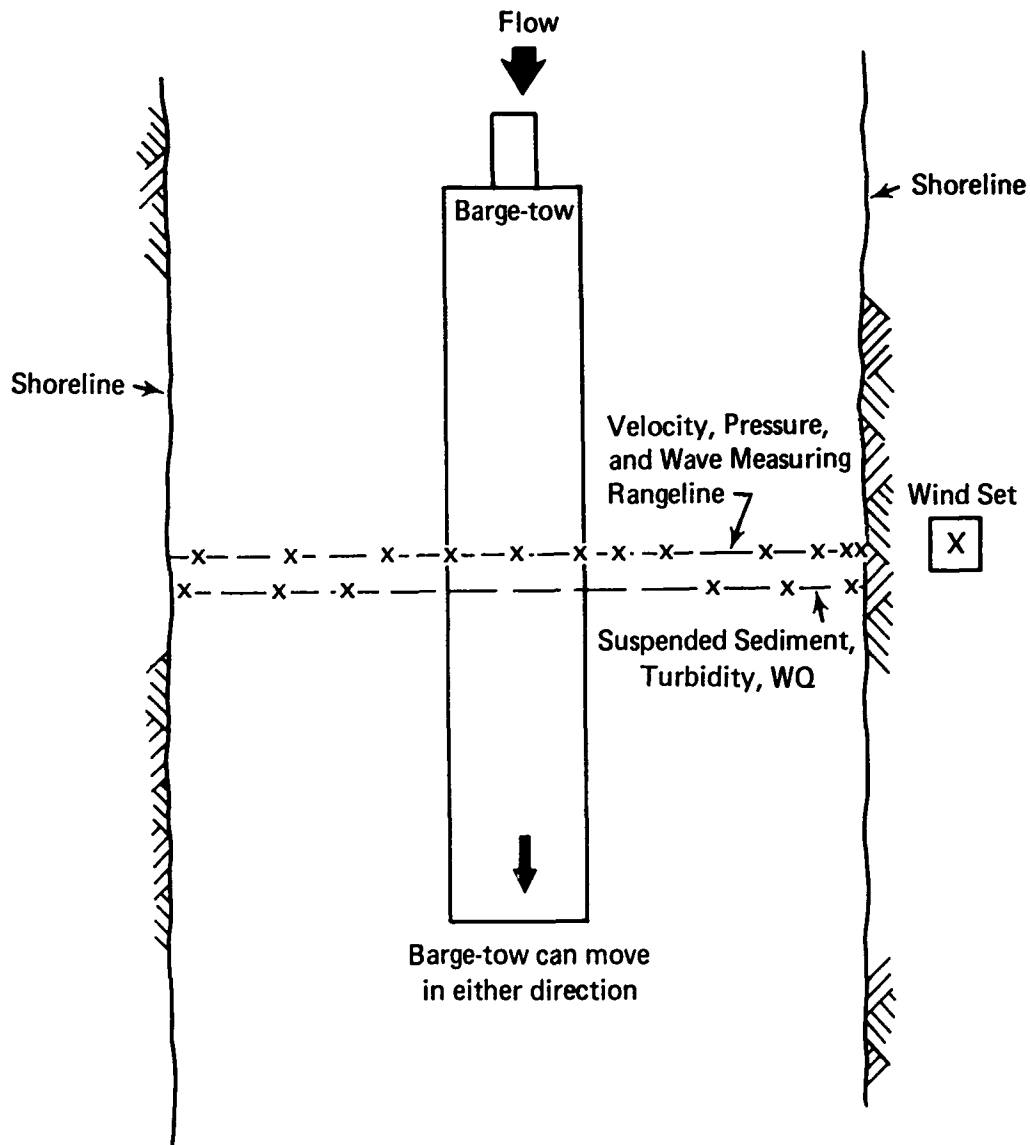 Flow
Shoreline
Barge-tow
Shoreline
Velocity, Pressure,
and Wave Measuring
Rangeline
Wind Set
X
x x x x x x x x x x x x
x x x x x x
Suspended Sediment,
Turbidity, WQ
Barge-tow can move
in either direction